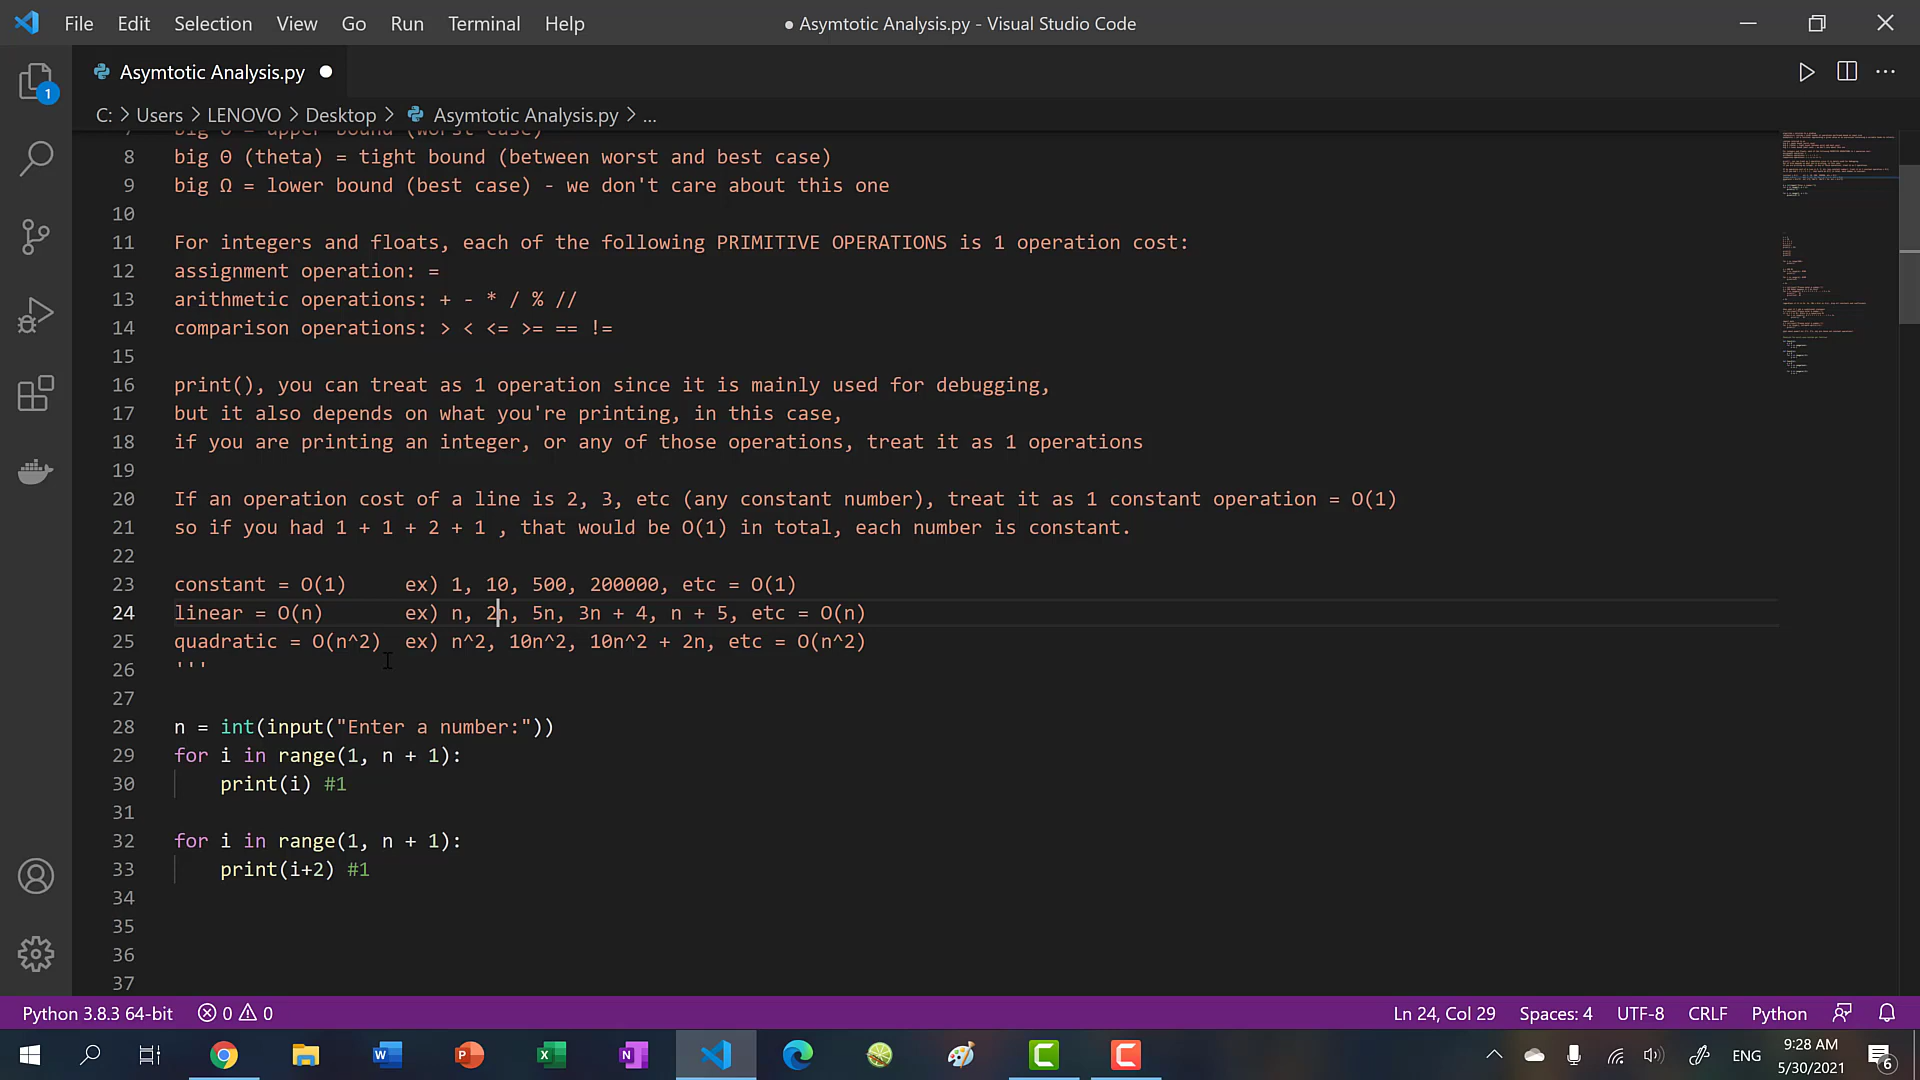 File Edit Selection View Go Run Terminal Help
● Asymtotic Analysis.py - Visual Studio Code
Asymtotic Analysis.py ●
C: > Users > LENOVO > Desktop > Asymtotic Analysis.py > ...
7 big O = upper bound (worst case)
8 big Θ (theta) = tight bound (between worst and best case)
9 big Ω = lower bound (best case) - we don't care about this one
10
11 For integers and floats, each of the following PRIMITIVE OPERATIONS is 1 operation cost:
12 assignment operation: =
13 arithmetic operations: + - * / % //
14 comparison operations: > < <= >= == !=
15
16 print(), you can treat as 1 operation since it is mainly used for debugging,
17 but it also depends on what you're printing, in this case,
18 if you are printing an integer, or any of those operations, treat it as 1 operations
19
20 If an operation cost of a line is 2, 3, etc (any constant number), treat it as 1 constant operation = O(1)
21 so if you had 1 + 1 + 2 + 1 , that would be O(1) in total, each number is constant.
22
23 constant = O(1)     ex) 1, 10, 500, 200000, etc = O(1)
24 linear = O(n)       ex) n, 2n, 5n, 3n + 4, n + 5, etc = O(n)
25 quadratic = O(n^2)  ex) n^2, 10n^2, 10n^2 + 2n, etc = O(n^2)
26 '''
27
28 n = int(input("Enter a number:"))
29 for i in range(1, n + 1):
30     print(i) #1
31
32 for i in range(1, n + 1):
33     print(i+2) #1
34
35
36
37
1
Python 3.8.3 64-bit 0 0
Ln 24, Col 29 Spaces: 4 UTF-8 CRLF Python
ENG
9:28 AM
5/30/2021
6